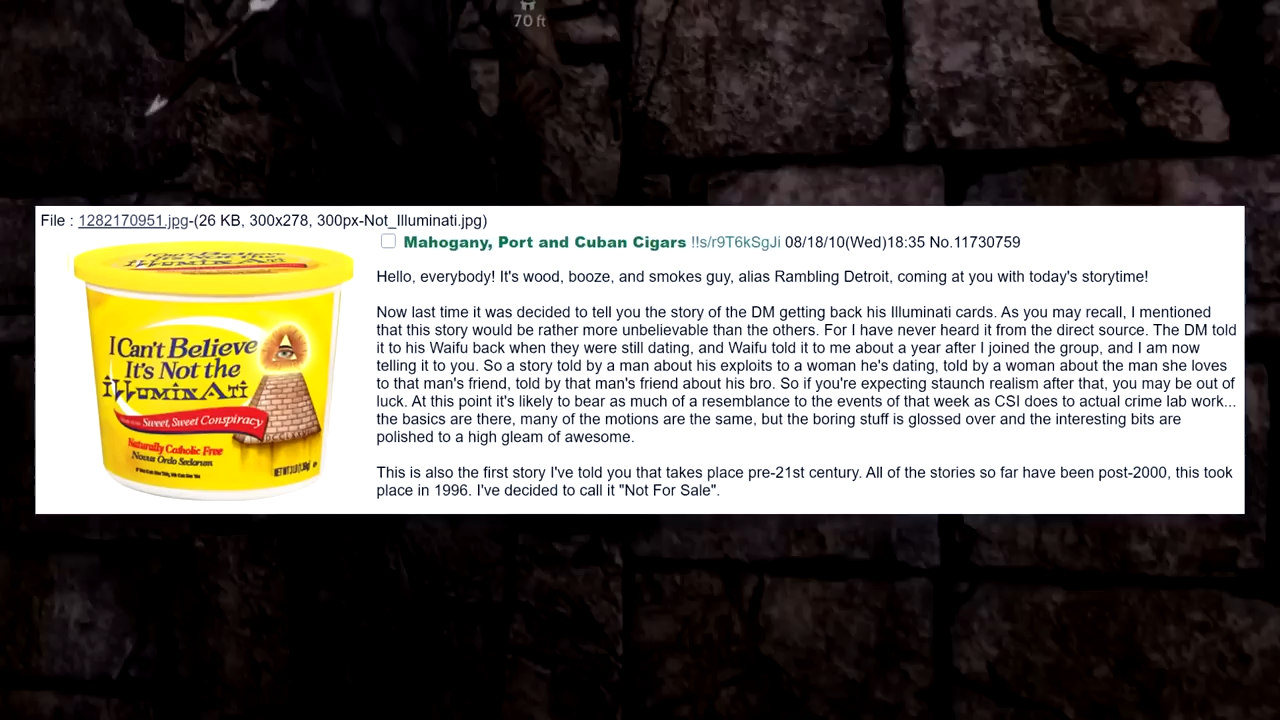 70 ft
File : 1282170951.jpg-(26 KB, 300x278, 300px-Not_Illuminati.jpg)
Mahogany, Port and Cuban Cigars !!s/r9T6kSgJi 08/18/10(Wed)18:35 No.11730759
Hello, everybody! It's wood, booze, and smokes guy, alias Rambling Detroit, coming at you with today's storytime!
Now last time it was decided to tell you the story of the DM getting back his Illuminati cards. As you may recall, I mentioned
that this story would be rather more unbelievable than the others. For I have never heard it from the direct source. The DM told
it to his Waifu back when they were still dating, and Waifu told it to me about a year after I joined the group, and I am now
telling it to you. So a story told by a man about his exploits to a woman he's dating, told by a woman about the man she loves
to that man's friend, told by that man's friend about his bro. So if you're expecting staunch realism after that, you may be out of
luck. At this point it's likely to bear as much of a resemblance to the events of that week as CSI does to actual crime lab work...
the basics are there, many of the motions are the same, but the boring stuff is glossed over and the interesting bits are
polished to a high gleam of awesome.
This is also the first story I've told you that takes place pre-21st century. All of the stories so far have been post-2000, this took
place in 1996. I've decided to call it "Not For Sale".
I Can't Believe
It's Not the
ILLUMINATI
Sweet, Sweet Conspiracy
Naturally Catholic Free
Novus Ordo Seclorum